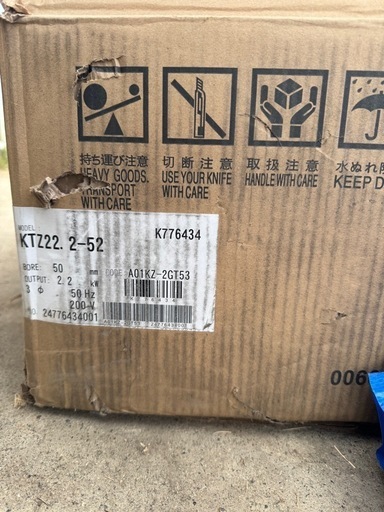 持ち運び注意
HEAVY GOODS.
TRANSPORT
WITH CARE
切断注意
USE YOUR KNIFE
WITH CARE
取扱注意
HANDLE WITH CARE
水ぬれ
KEEP D
MODEL
KTZ22.2-52
K776434
BORE: 50 mm
CODE: A01KZ-2GT53
OUTPUT: 2.2 kW
3 Φ 50 Hz
200-V
NO. 24776434001
24776434001
006